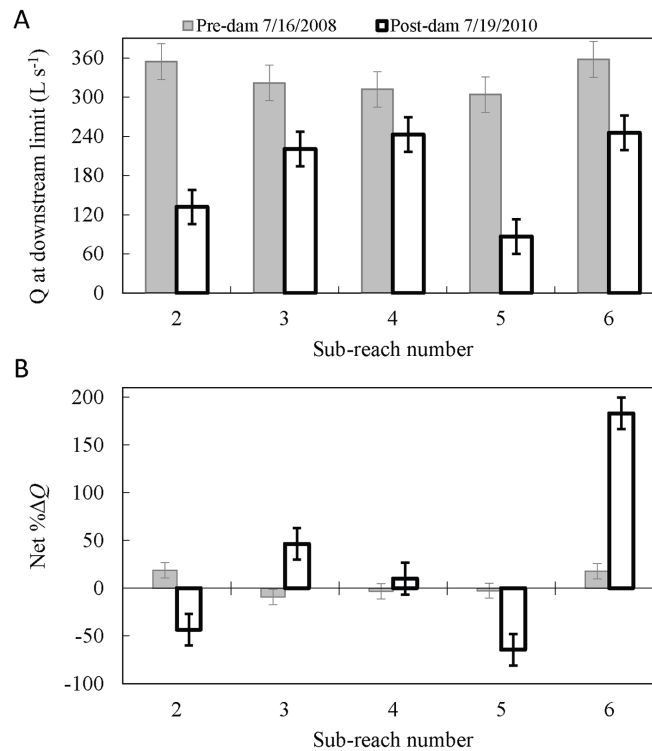 A
Pre-dam 7/16/2008
Post-dam 7/19/2010
Q at downstream limit (L s⁻¹)
360
300
240
180
120
60
0
2 3 4 5 6
Sub-reach number
B
Net %ΔQ
200
150
100
50
0
-50
-100
2 3 4 5 6
Sub-reach number